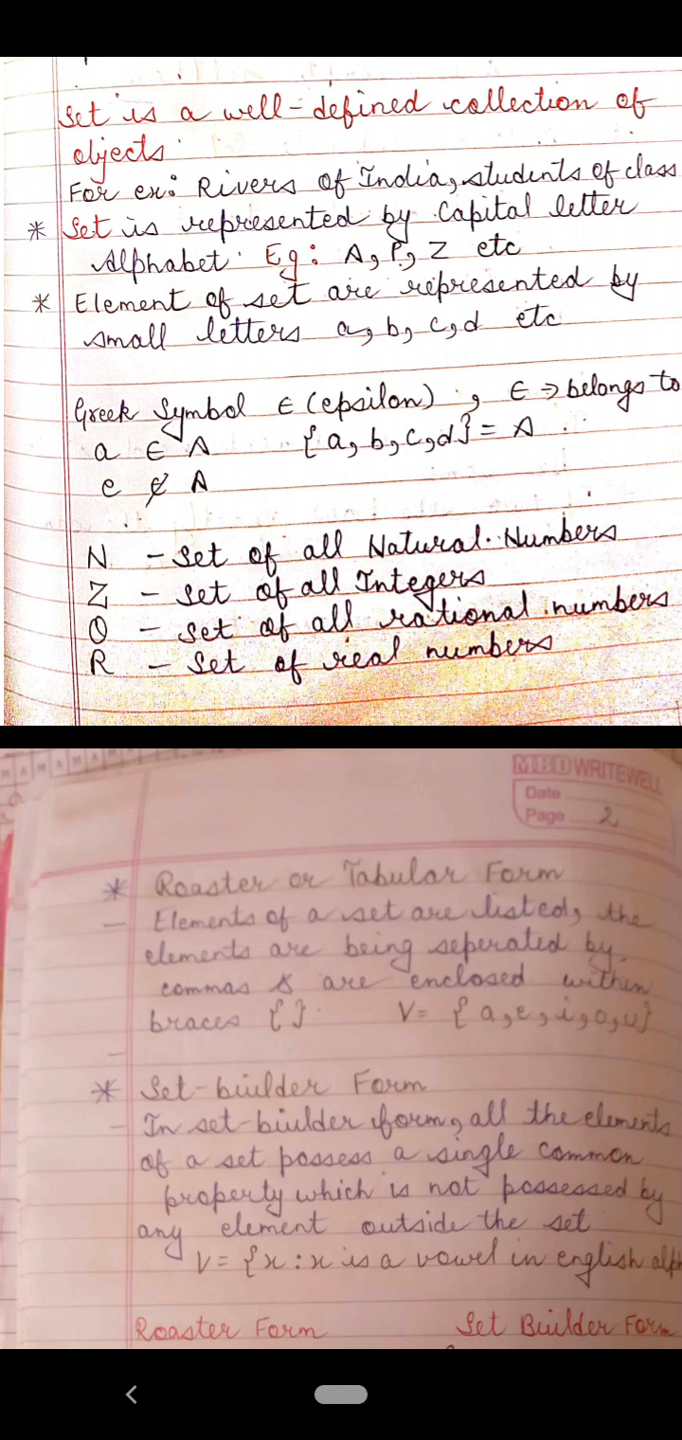 Set is a well-defined collection of
objects
For ex: Rivers of India, students of class
* Set is represented by Capital letter
Alphabet. Eg: A, P, Z etc
* Element of set are represented by
small letters a, b, c, d etc
Greek Symbol ∈ (epsilon) , ∈ → belongs to
a ∈ A {a, b, c, d} = A
e ∉ A
N - Set of all Natural Numbers
Z - Set of all Integers
Q - Set of all rational numbers
R - Set of real numbers
MBD WRITEWELL
Date
Page 2
* Roaster or Tabular Form
- Elements of a set are listed, the
elements are being seperated by
commas & are enclosed within
braces { } V= {a, e, i, o, u}
* Set-builder Form
- In set-builder form, all the elements
of a set possess a single common
property which is not possessed by
any element outside the set
V= {x : x is a vowel in english alph
Roaster Form Set Builder Form